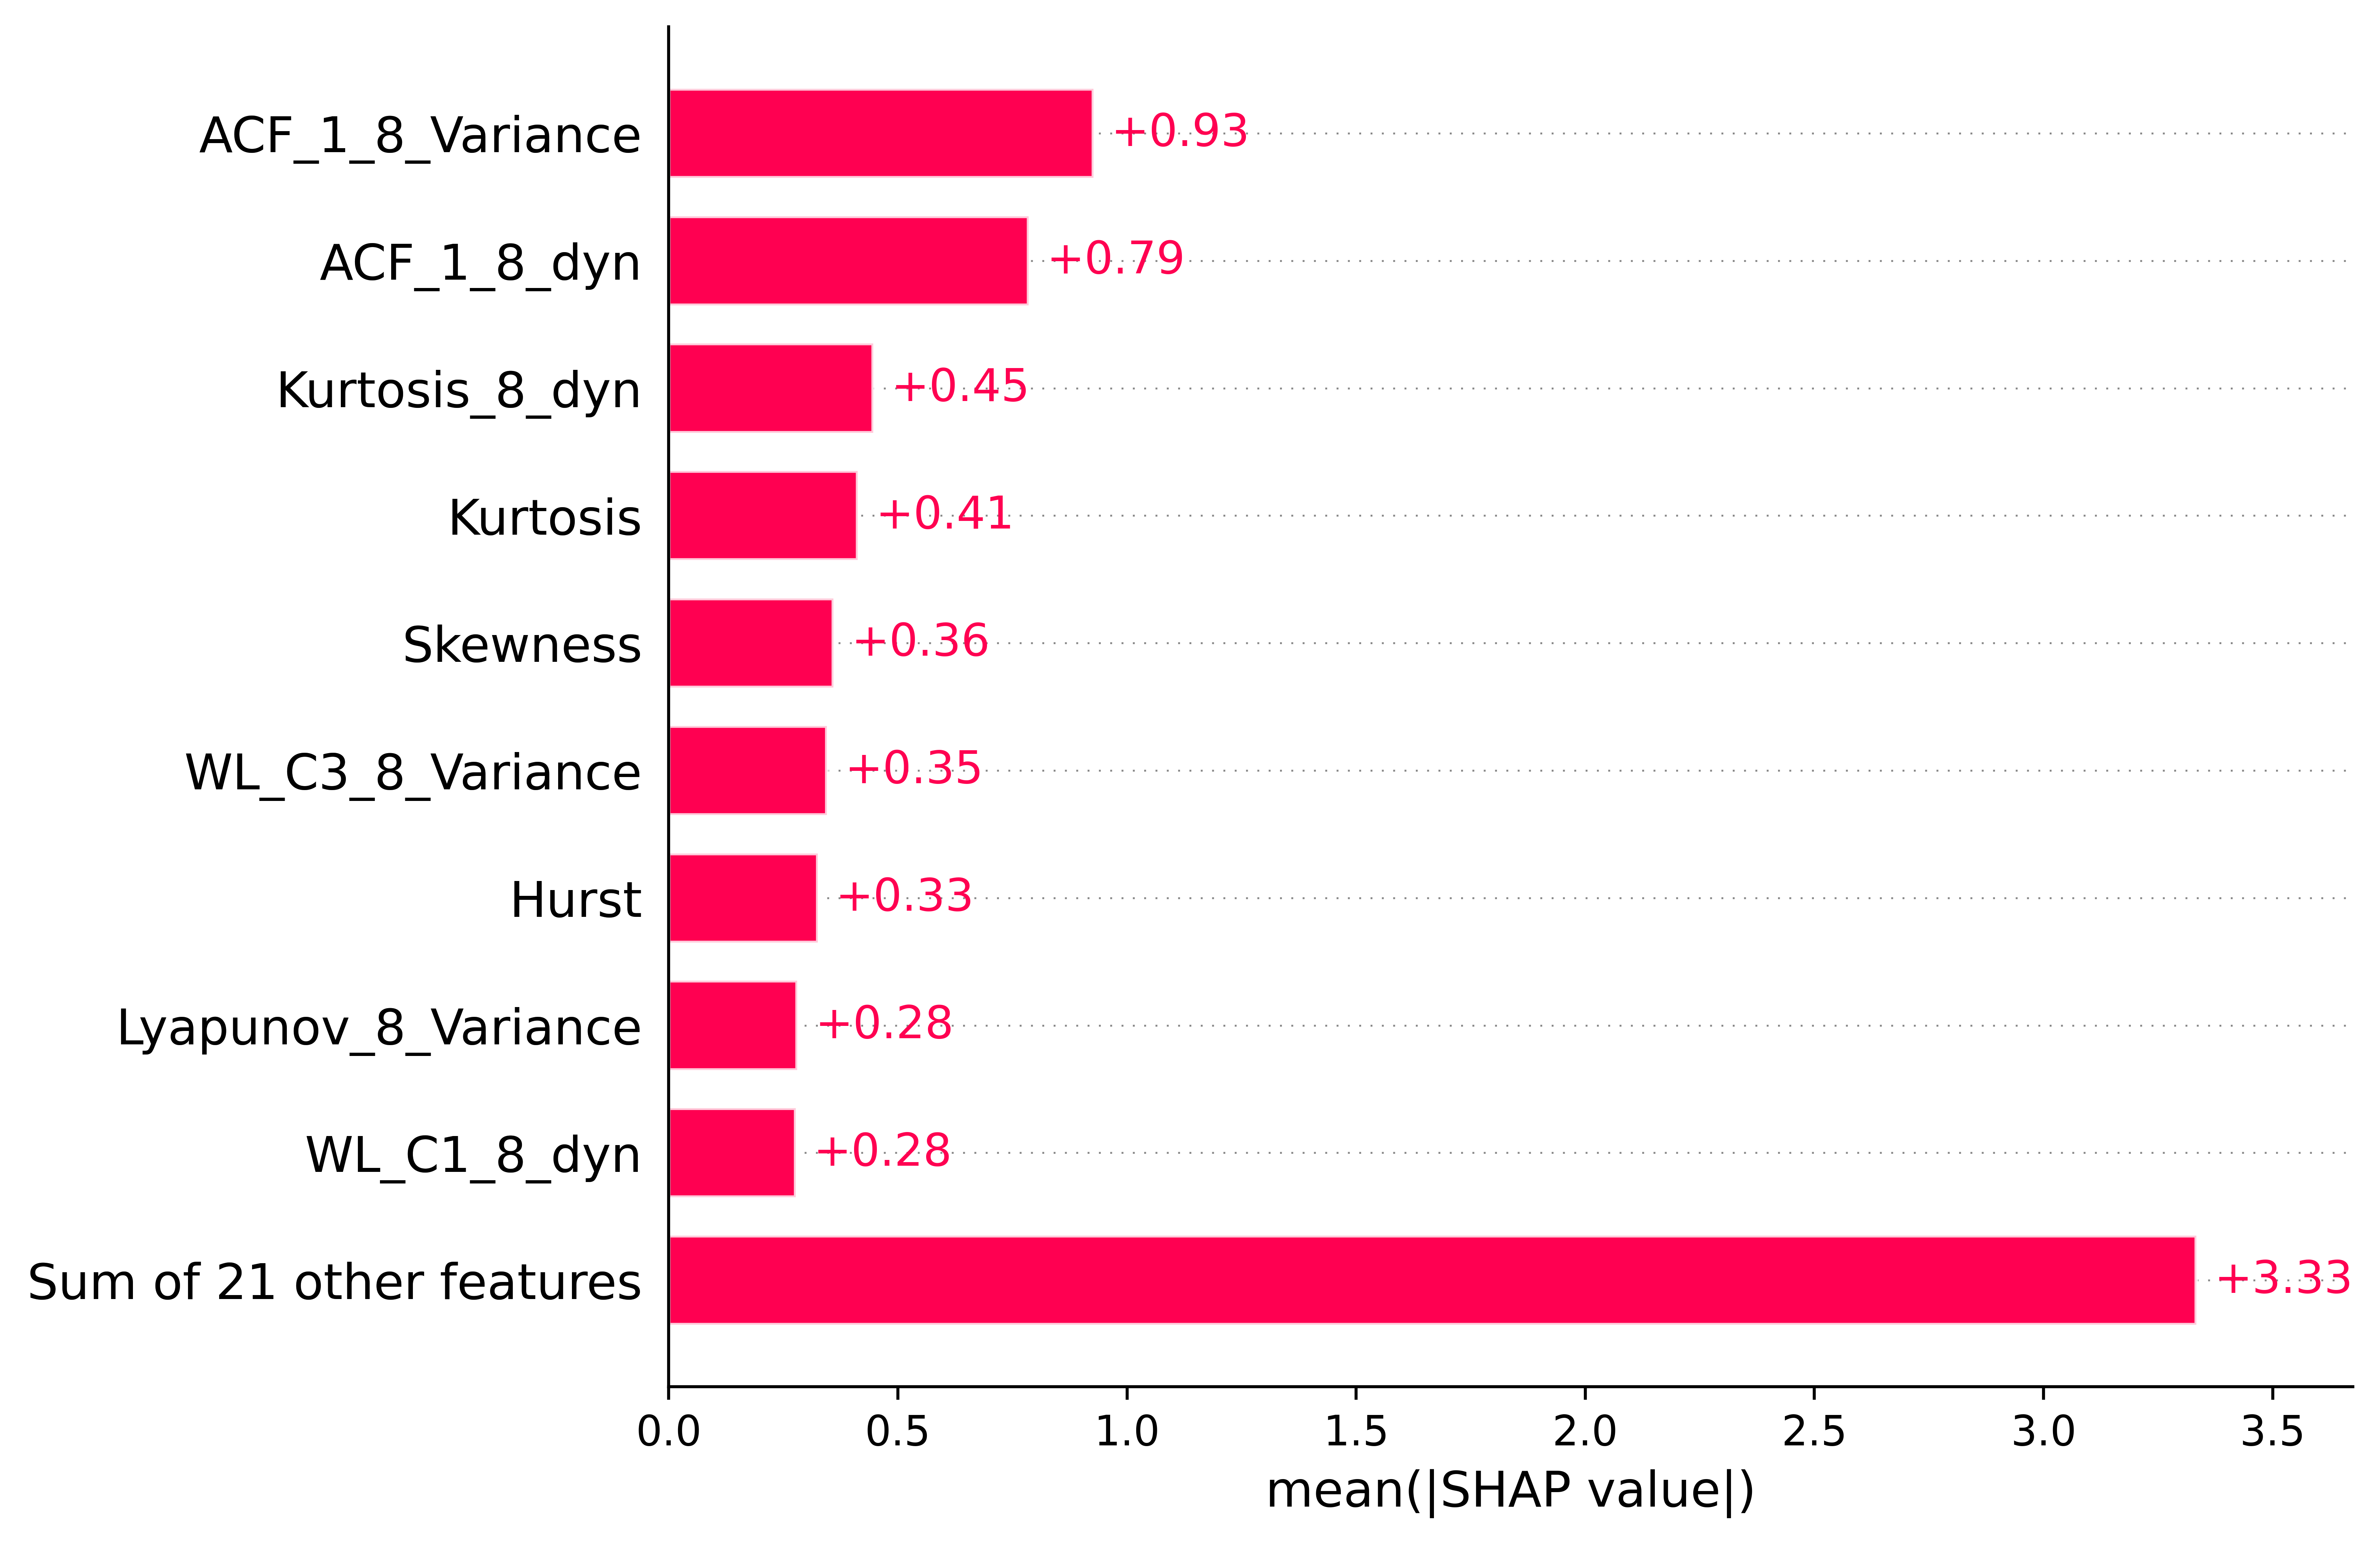 ACF_1_8_Variance +0.93
ACF_1_8_dyn +0.79
Kurtosis_8_dyn +0.45
Kurtosis +0.41
Skewness +0.36
WL_C3_8_Variance +0.35
Hurst +0.33
Lyapunov_8_Variance +0.28
WL_C1_8_dyn +0.28
Sum of 21 other features +3.33
0.0 0.5 1.0 1.5 2.0 2.5 3.0 3.5
mean(|SHAP value|)